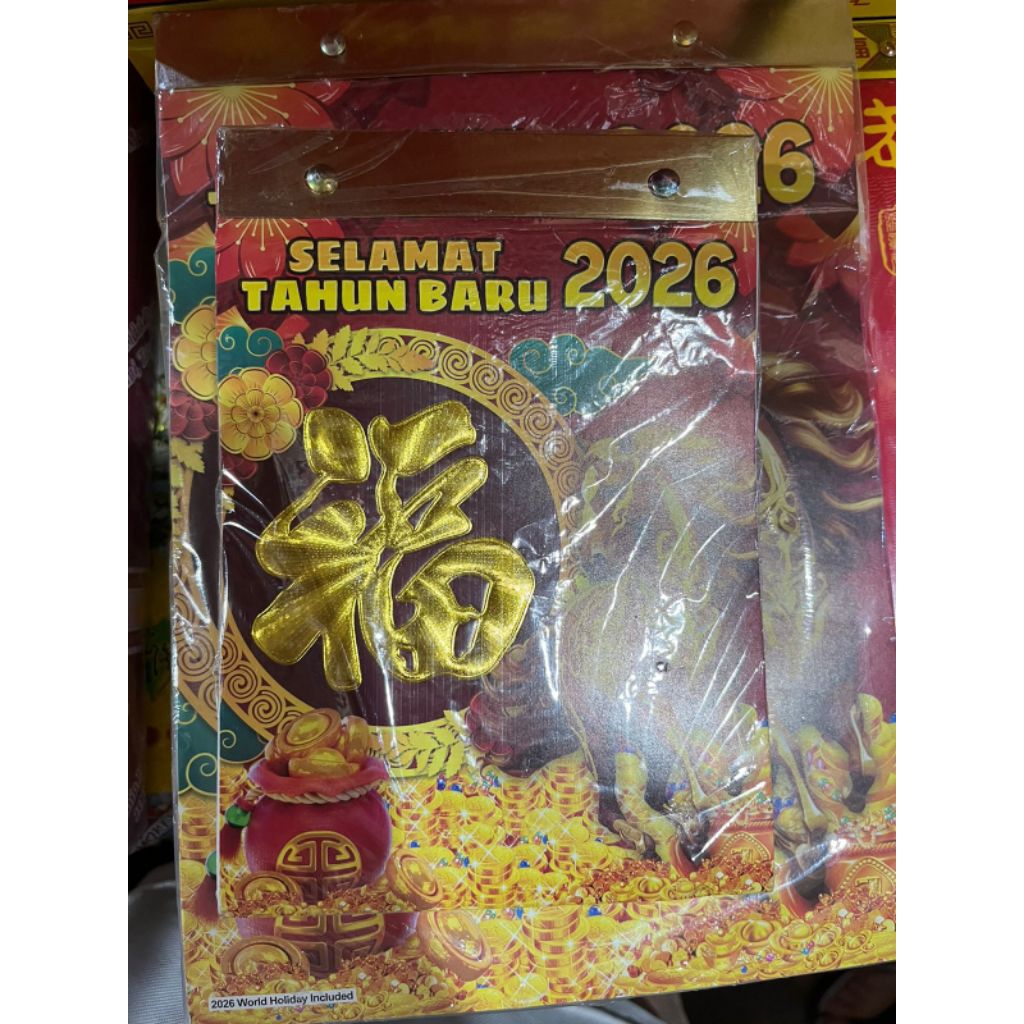 SELAMAT
TAHUN BARU 2026
福
2026 World Holiday Included